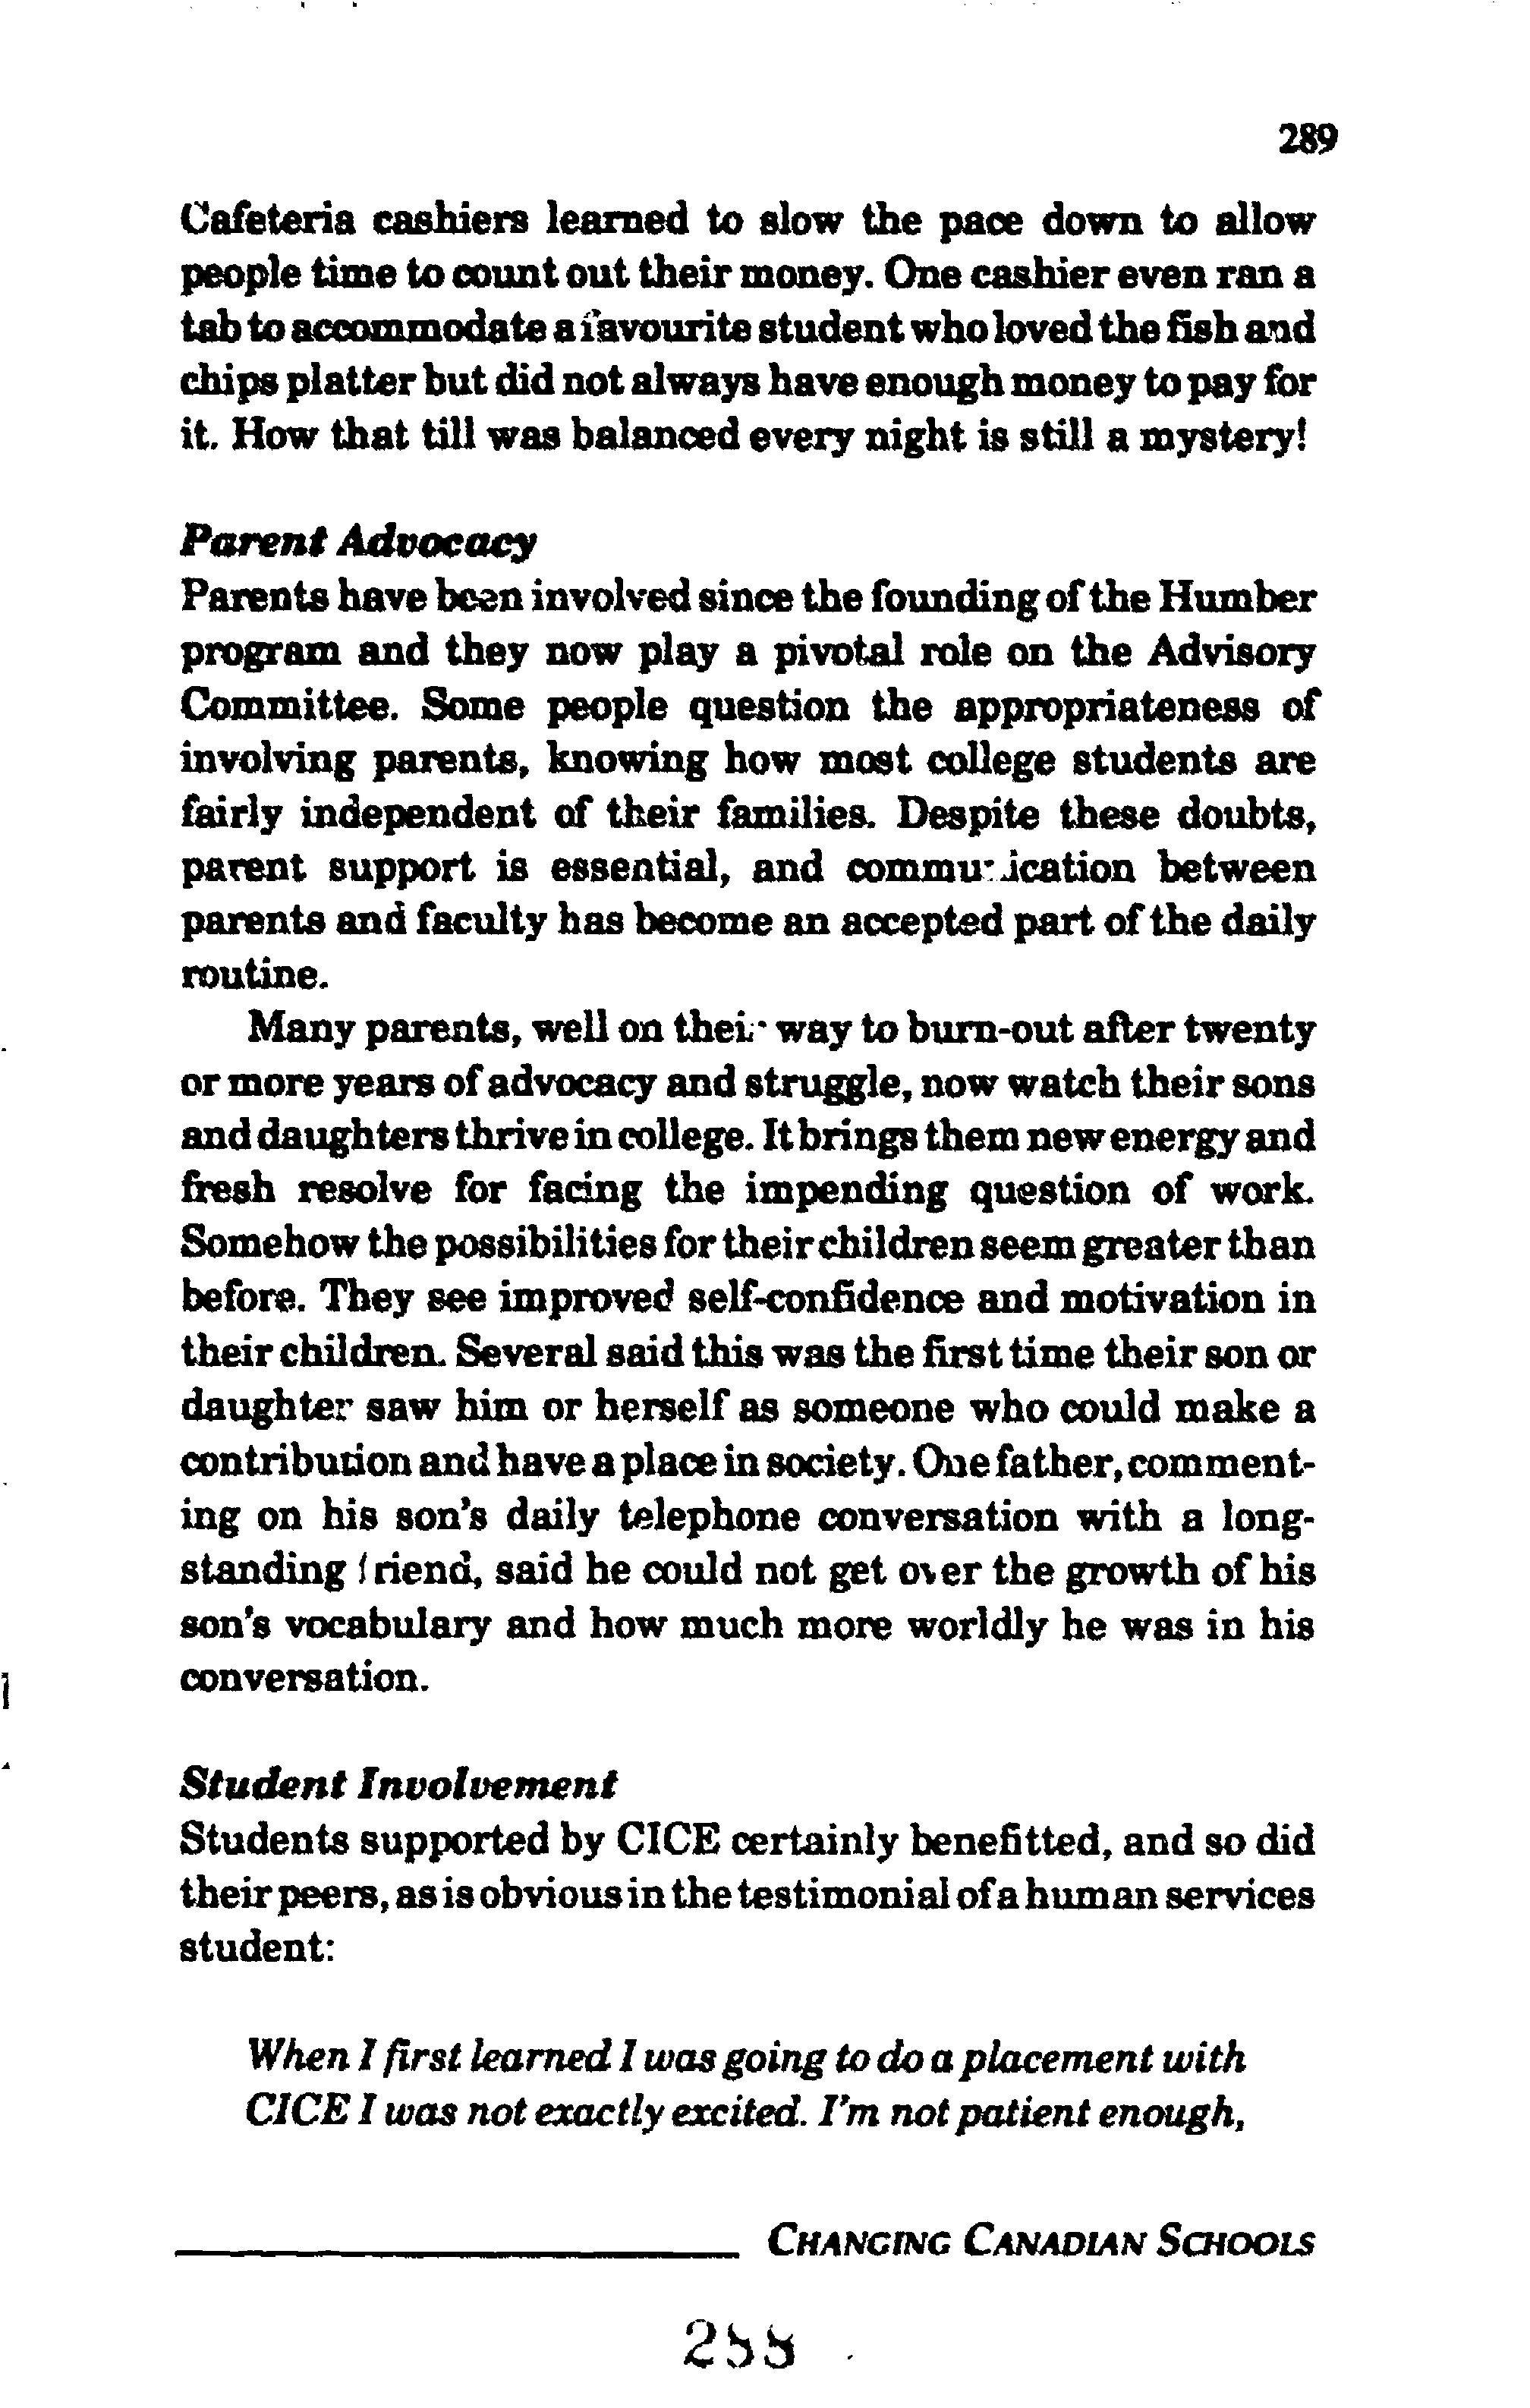 289
Cafeteria cashiers learned to slow the pace down to allow
people time to count out their money. One cashier even ran a
tab to accommodate a favourite student who loved the fish and
chips platter but did not always have enough money to pay for
it. How that till was balanced every night is still a mystery!
Parent Advocacy
Parents have been involved since the founding of the Humber
program and they now play a pivotal role on the Advisory
Committee. Some people question the appropriateness of
involving parents, knowing how most college students are
fairly independent of their families. Despite these doubts,
parent support is essential, and communication between
parents and faculty has become an accepted part of the daily
routine.
Many parents, well on their way to burn-out after twenty
or more years of advocacy and struggle, now watch their sons
and daughters thrive in college. It brings them new energy and
fresh resolve for facing the impending question of work.
Somehow the possibilities for their children seem greater than
before. They see improved self-confidence and motivation in
their children. Several said this was the first time their son or
daughter saw him or herself as someone who could make a
contribution and have a place in society. One father, comment-
ing on his son's daily telephone conversation with a long-
standing friend, said he could not get over the growth of his
son's vocabulary and how much more worldly he was in his
conversation.
Student Involvement
Students supported by CICE certainly benefitted, and so did
their peers, as is obvious in the testimonial of a human services
student:
When I first learned I was going to do a placement with
CICE I was not exactly excited. I'm not patient enough,
CHANGING CANADIAN SCHOOLS
288